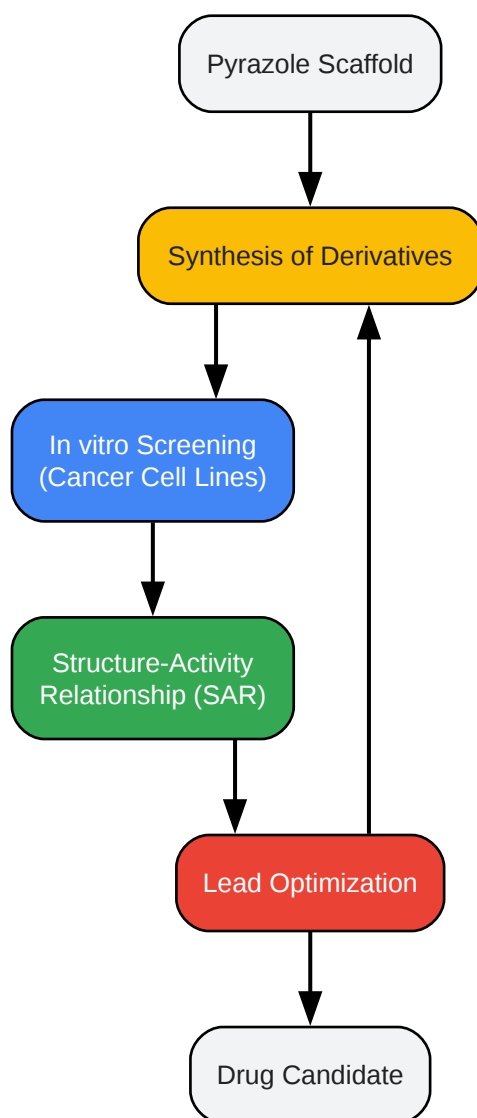 Pyrazole Scaffold
Synthesis of Derivatives
In vitro Screening
(Cancer Cell Lines)
Structure-Activity
Relationship (SAR)
Lead Optimization
Drug Candidate